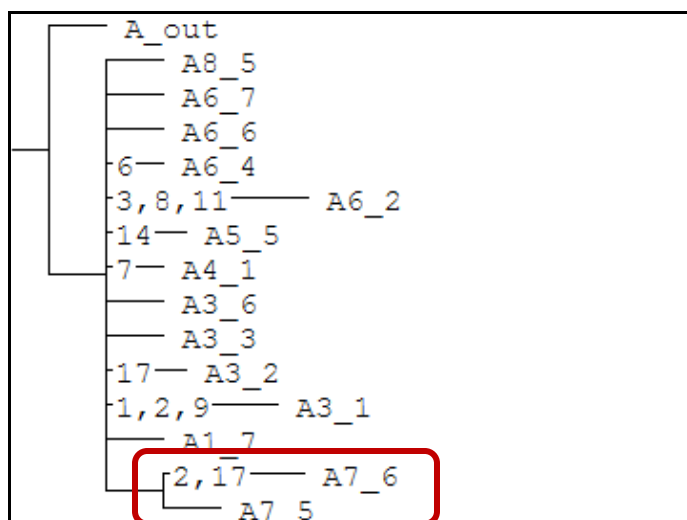 A_out
A8_5
A6_7
A6_6
6 A6_4
3,8,11 A6_2
14 A5_5
7 A4_1
A3_6
A3_3
17 A3_2
1,2,9 A3_1
A1_7
2,17 A7_6
A7_5